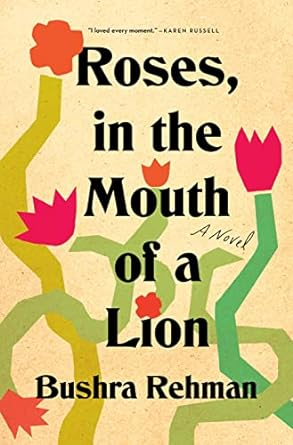 "I loved every moment." —KAREN RUSSELL
Roses,
in the
Mouth
of a
A Novel
Lion
Bushra Rehman